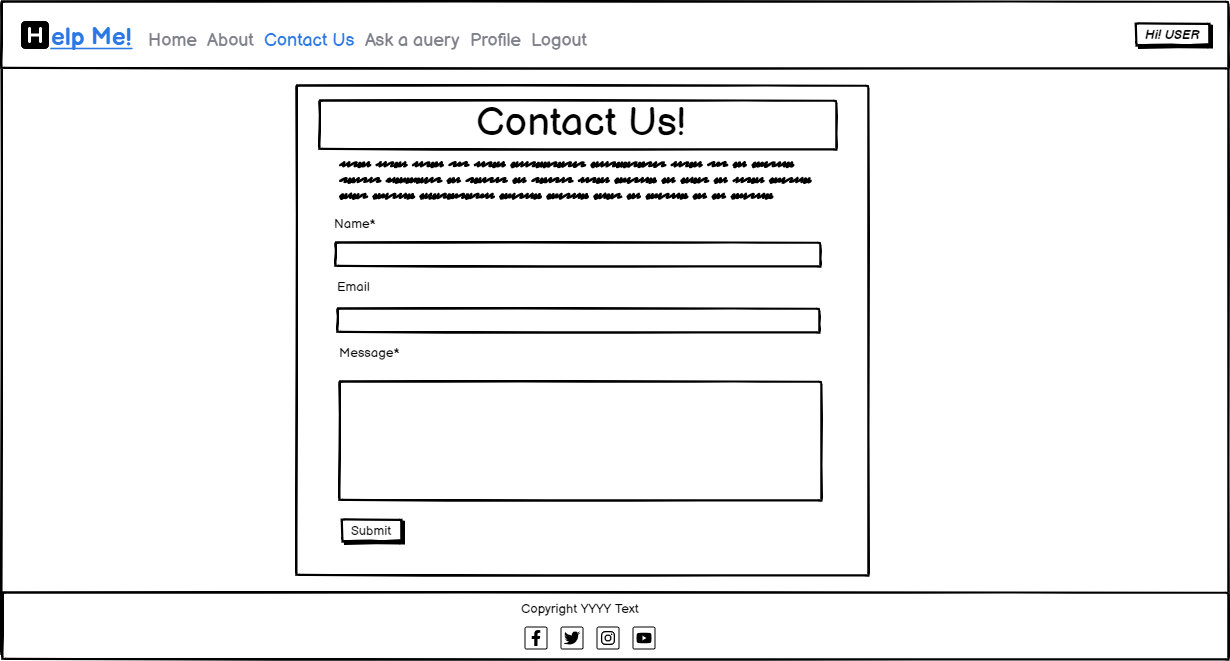 Help Me! Home About Contact Us Ask a auery Profile Logout Hi! USER
Contact Us!
Name*
Email
Message*
Submit
Copyright YYYY Text